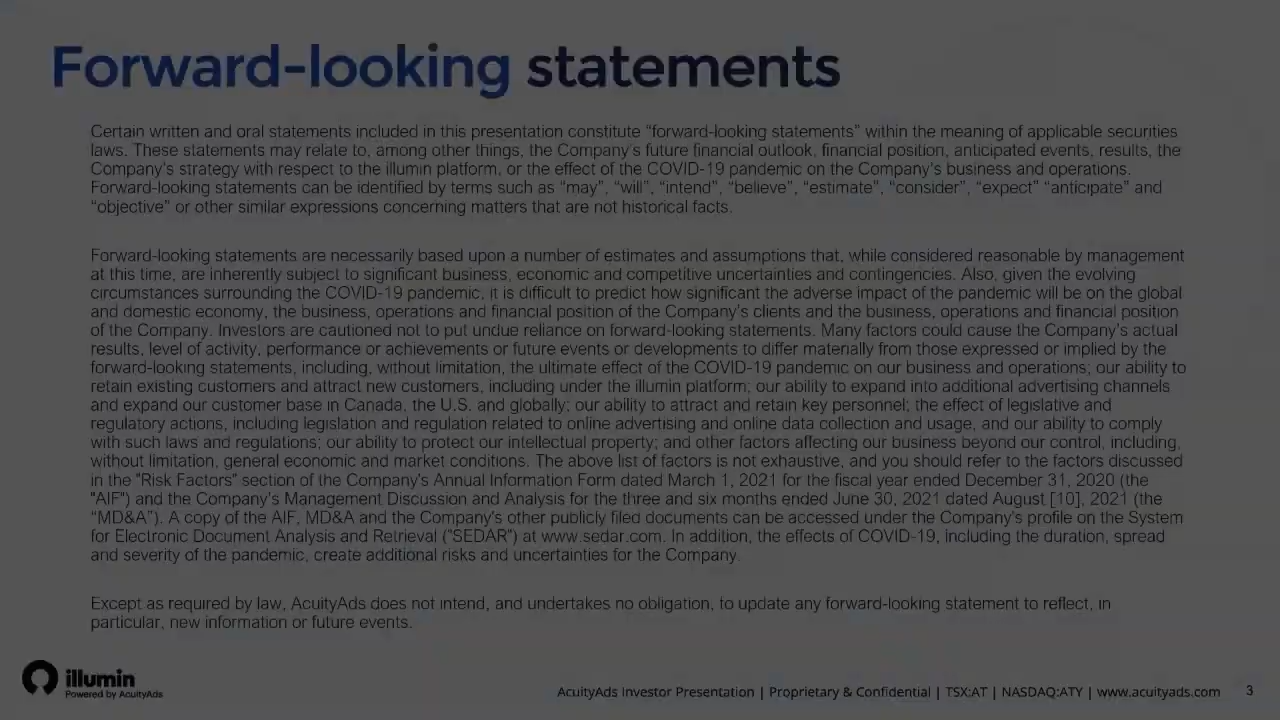 Forward-looking statements
Certain written and oral statements included in this presentation constitute “forward-looking statements” within the meaning of applicable securities
laws. These statements may relate to, among other things, the Company’s future financial outlook, financial position, anticipated events, results, the
Company’s strategy with respect to the illumin platform, or the effect of the COVID-19 pandemic on the Company’s business and operations.
Forward-looking statements can be identified by terms such as “may”, “will”, “intend”, “believe”, “estimate”, “consider”, “expect” “anticipate” and
“objective” or other similar expressions concerning matters that are not historical facts.
Forward-looking statements are necessarily based upon a number of estimates and assumptions that, while considered reasonable by management
at this time, are inherently subject to significant business, economic and competitive uncertainties and contingencies. Also, given the evolving
circumstances surrounding the COVID-19 pandemic, it is difficult to predict how significant the adverse impact of the pandemic will be on the global
and domestic economy, the business, operations and financial position of the Company’s clients and the business, operations and financial position
of the Company. Investors are cautioned not to put undue reliance on forward-looking statements. Many factors could cause the Company’s actual
results, level of activity, performance or achievements or future events or developments to differ materially from those expressed or implied by the
forward-looking statements, including, without limitation, the ultimate effect of the COVID-19 pandemic on our business and operations; our ability to
retain existing customers and attract new customers, including under the illumin platform; our ability to expand into additional advertising channels
and expand our customer base in Canada, the U.S. and globally; our ability to attract and retain key personnel; the effect of legislative and
regulatory actions, including legislation and regulation related to online advertising and online data collection and usage, and our ability to comply
with such laws and regulations; our ability to protect our intellectual property; and other factors affecting our business beyond our control, including,
without limitation, general economic and market conditions. The above list of factors is not exhaustive, and you should refer to the factors discussed
in the "Risk Factors" section of the Company's Annual Information Form dated March 1, 2021 for the fiscal year ended December 31, 2020 (the
"AIF") and the Company’s Management Discussion and Analysis for the three and six months ended June 30, 2021 dated August [10], 2021 (the
“MD&A”). A copy of the AIF, MD&A and the Company's other publicly filed documents can be accessed under the Company's profile on the System
for Electronic Document Analysis and Retrieval ("SEDAR") at www.sedar.com. In addition, the effects of COVID-19, including the duration, spread
and severity of the pandemic, create additional risks and uncertainties for the Company.
Except as required by law, AcuityAds does not intend, and undertakes no obligation, to update any forward-looking statement to reflect, in
particular, new information or future events.
illumin
Powered by AcuityAds
AcuityAds Investor Presentation | Proprietary & Confidential | TSX:AT | NASDAQ:ATY | www.acuityads.com 3